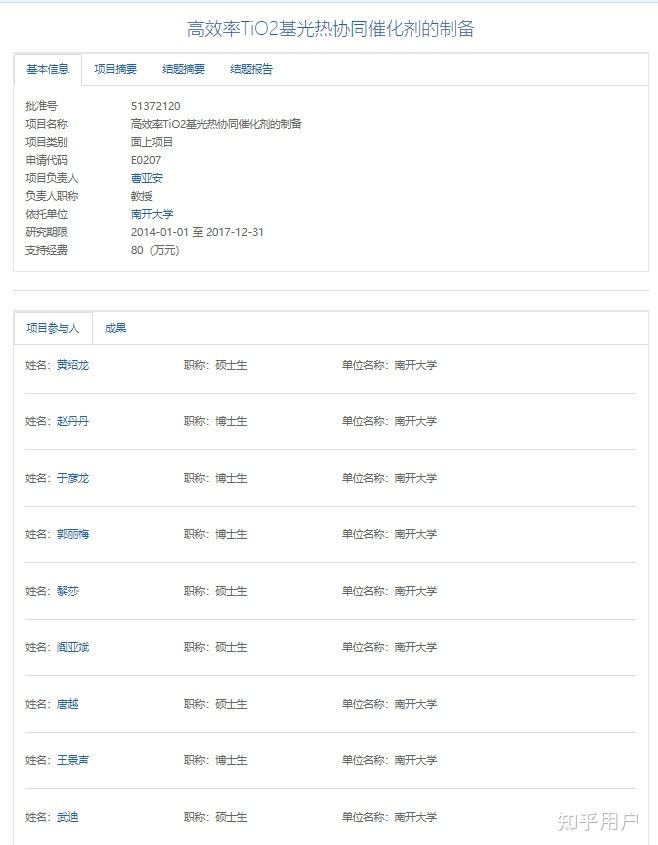 高效率TiO2基光热协同催化剂的制备
基本信息 项目摘要 结题摘要 结题报告
批准号 51372120
项目名称 高效率TiO2基光热协同催化剂的制备
项目类别 面上项目
申请代码 E0207
项目负责人 曹亚安
负责人职称 教授
依托单位 南开大学
研究期限 2014-01-01 至 2017-12-31
支持经费 80 (万元)
项目参与人 成果
姓名：黄绍龙 职称：硕士生 单位名称：南开大学
姓名：赵丹丹 职称：博士生 单位名称：南开大学
姓名：于彦龙 职称：博士生 单位名称：南开大学
姓名：郭丽梅 职称：博士生 单位名称：南开大学
姓名：黎莎 职称：硕士生 单位名称：南开大学
姓名：阎亚斌 职称：硕士生 单位名称：南开大学
姓名：唐越 职称：硕士生 单位名称：南开大学
姓名：王景声 职称：博士生 单位名称：南开大学
姓名：武迪 职称：硕士生 单位名称：南开大学
知乎用户